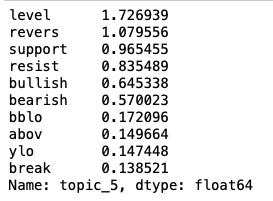 level 1.726939
revers 1.079556
support 0.965455
resist 0.835489
bullish 0.645338
bearish 0.570023
bblo 0.172096
abov 0.149664
ylo 0.147448
break 0.138521
Name: topic_5, dtype: float64